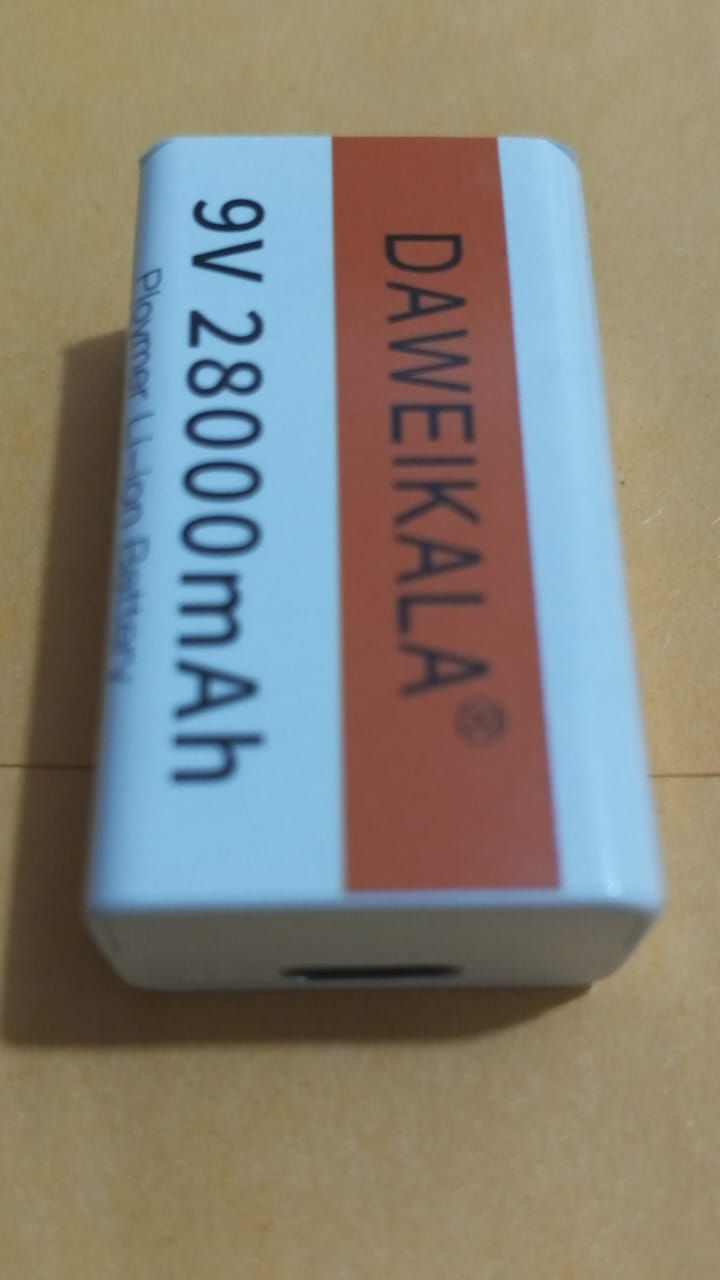 DAWEIKALA®
9V 28000mAh
Ploymer Li-ion Battery